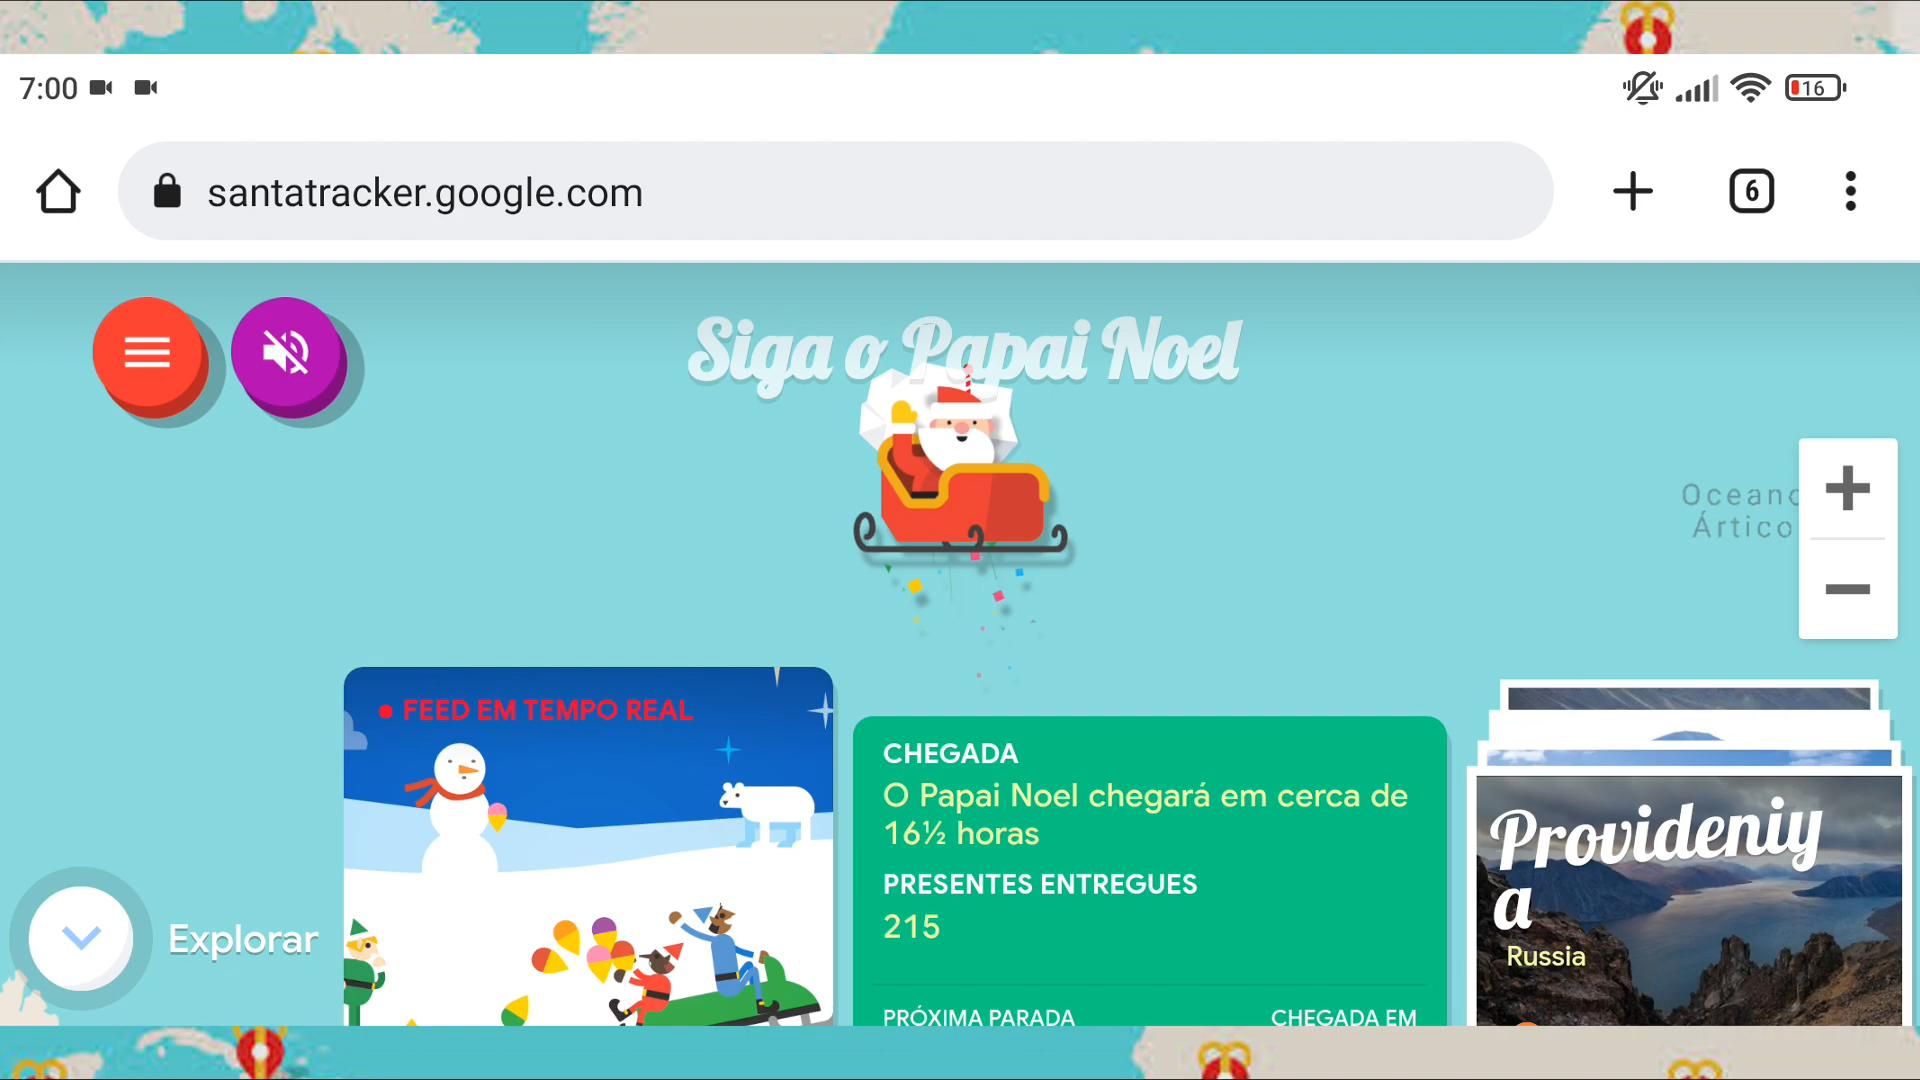 7:00
16
santatracker.google.com
6
Siga o Papai Noel
Oceano
Ártico
FEED EM TEMPO REAL
CHEGADA
O Papai Noel chegará em cerca de
16½ horas
PRESENTES ENTREGUES
215
PRÓXIMA PARADA
CHEGADA EM
Provideniy
a
Russia
Explorar